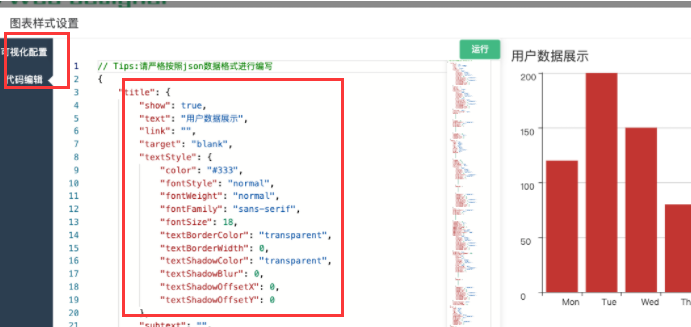 图表样式设置
可视化配置
代码编辑
运行
1 // Tips:请严格按照json数据格式进行编写
2 {
3 "title": {
4 "show": true,
5 "text": "用户数据展示",
6 "link": "",
7 "target": "blank",
8 "textStyle": {
9 "color": "#333",
10 "fontStyle": "normal",
11 "fontWeight": "normal",
12 "fontFamily": "sans-serif",
13 "fontSize": 18,
14 "textBorderColor": "transparent",
15 "textBorderWidth": 0,
16 "textShadowColor": "transparent",
17 "textShadowBlur": 0,
18 "textShadowOffsetX": 0,
19 "textShadowOffsetY": 0
20 },
21 "subtext": "",
用户数据展示
200
150
100
50
0
Mon Tue Wed Th